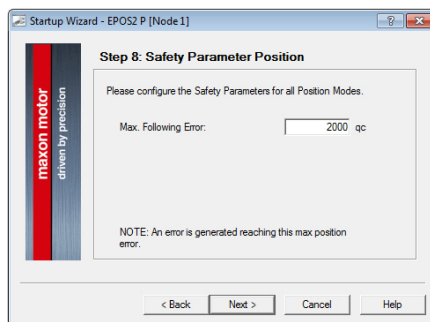 Startup Wizard - EPOS2 P [Node 1]
Step 8: Safety Parameter Position
maxon motor
driven by precision
Please configure the Safety Parameters for all Position Modes.
Max. Following Error: 2000 qc
NOTE: An error is generated reaching this max position
error.
< Back Next > Cancel Help